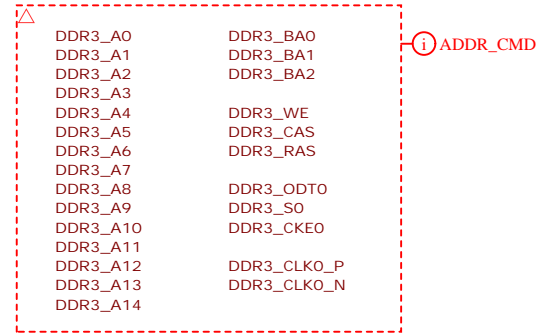 DDR3_A0 DDR3_BA0
DDR3_A1 DDR3_BA1
DDR3_A2 DDR3_BA2
DDR3_A3
DDR3_A4 DDR3_WE
DDR3_A5 DDR3_CAS
DDR3_A6 DDR3_RAS
DDR3_A7
DDR3_A8 DDR3_ODT0
DDR3_A9 DDR3_S0
DDR3_A10 DDR3_CKE0
DDR3_A11
DDR3_A12 DDR3_CLK0_P
DDR3_A13 DDR3_CLK0_N
DDR3_A14
i ADDR_CMD